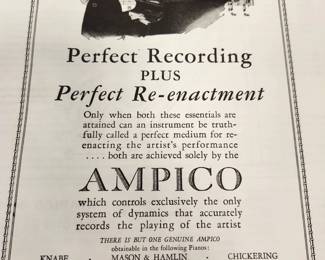 Perfect Recording
PLUS
Perfect Re-enactment
Only when both these essentials are
attained can an instrument be truth-
fully called a perfect medium for re-
enacting the artist's performance
.... both are achieved solely by the
AMPICO
which controls exclusively the only
system of dynamics that accurately
records the playing of the artist
THERE IS BUT ONE GENUINE AMPICO
obtainable in the following Pianos:
KNABE · MASON & HAMLIN · CHICKERING